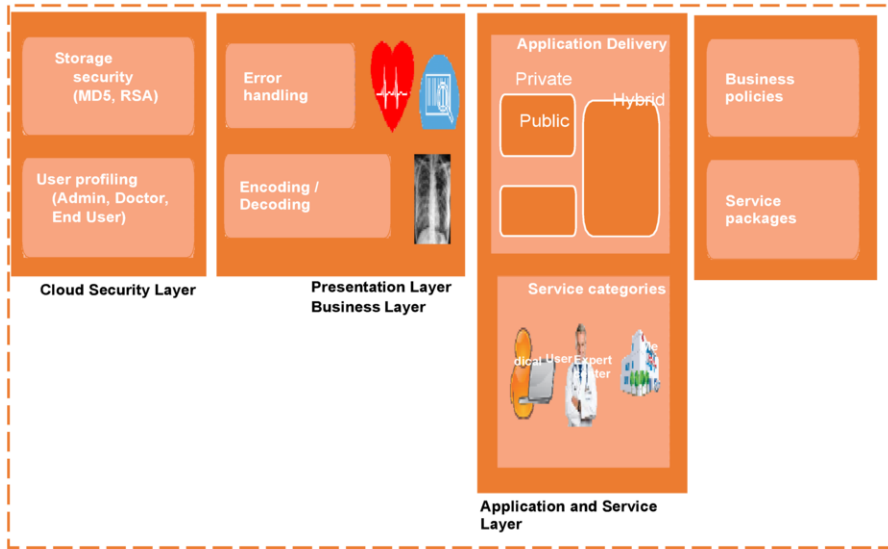 Storage
security
(MD5, RSA)
User profiling
(Admin, Doctor,
End User)
Cloud Security Layer
Error
handling
Encoding /
Decoding
Presentation Layer
Business Layer
Application Delivery
Private
Hybrid
Public
Service categories
dical User Expert
Application and Service
Layer
Business
policies
Service
packages